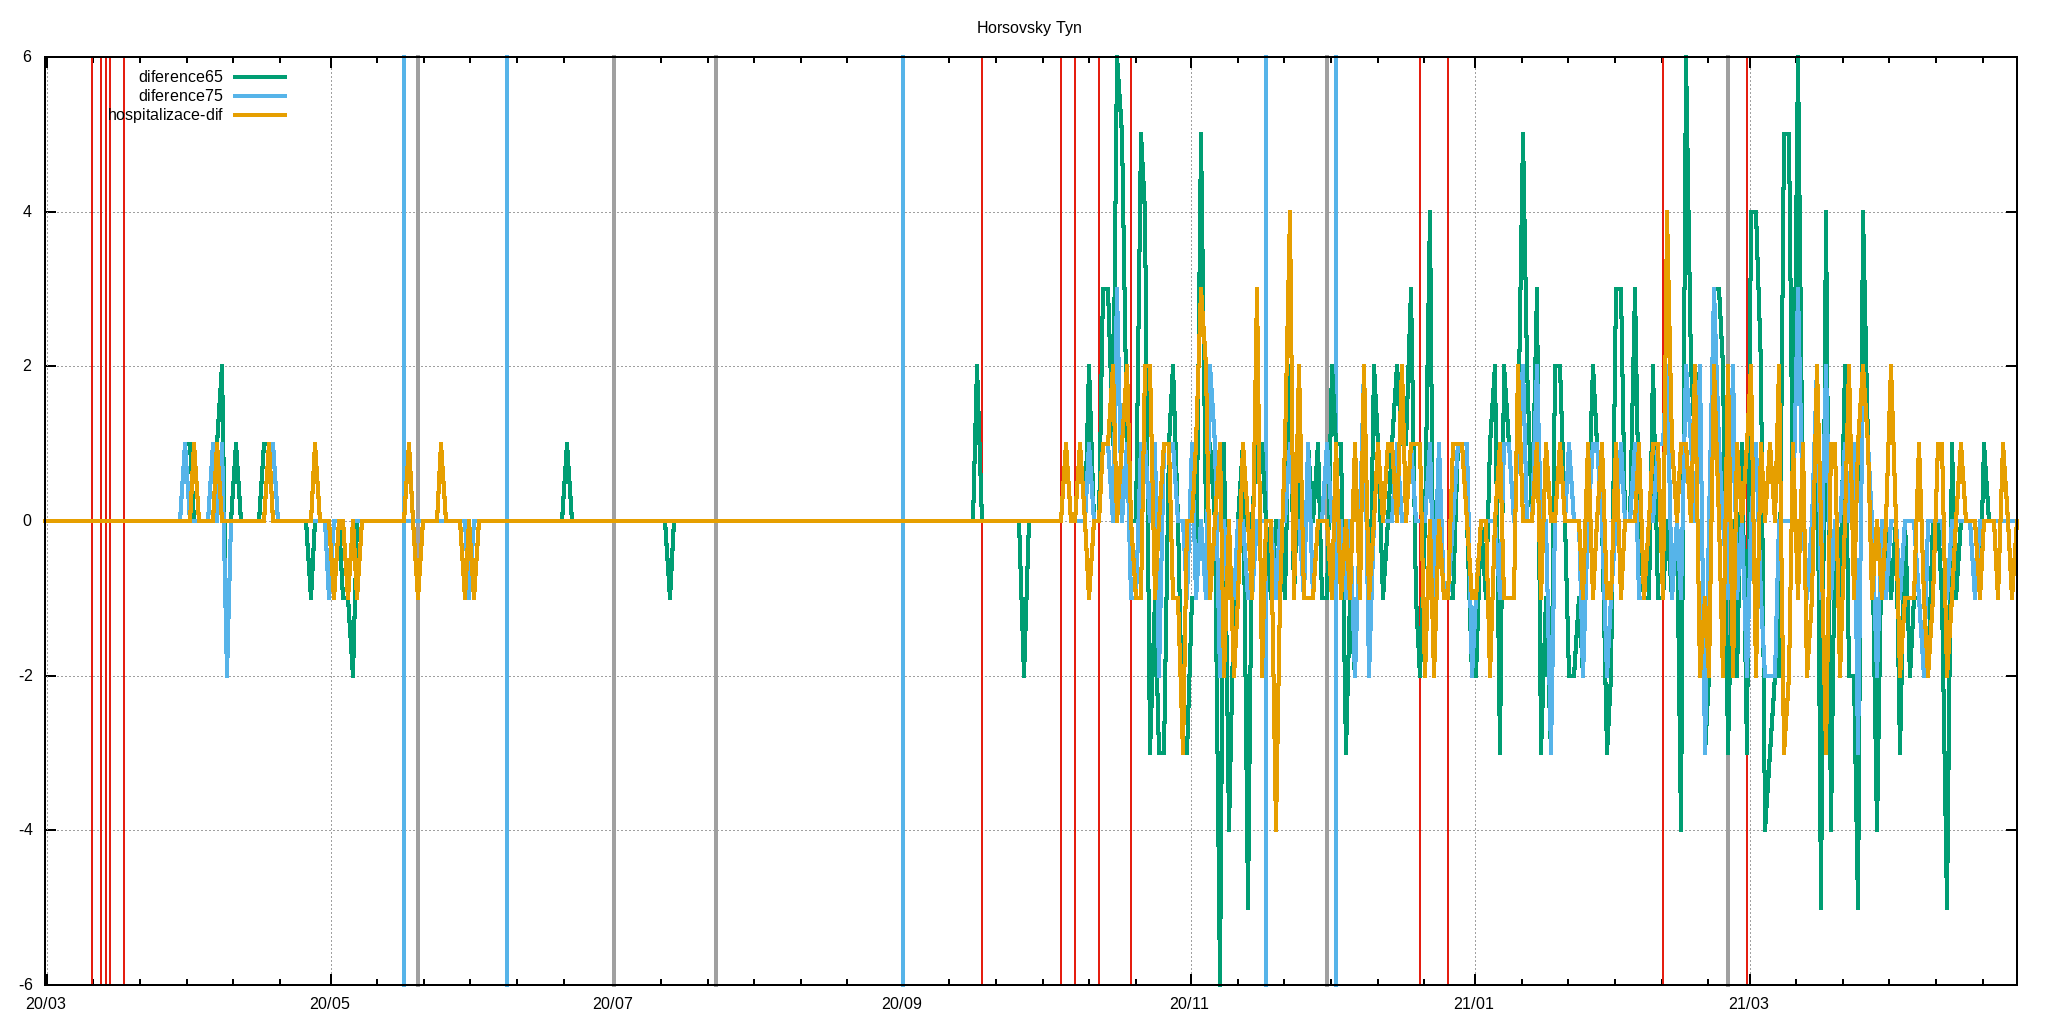 Horsovsky Tyn
6
diference65
diference75
hospitalizace-dif
4
2
0
-2
-4
-6
20/03 20/05 20/07 20/09 20/11 21/01 21/03